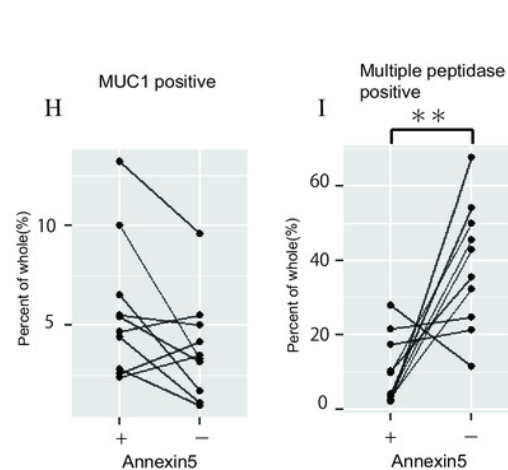 MUC1 positive
H
Percent of whole(%)
10
5
+ −
Annexin5
Multiple peptidase
positive
I
**
Percent of whole(%)
60
40
20
0
+ −
Annexin5